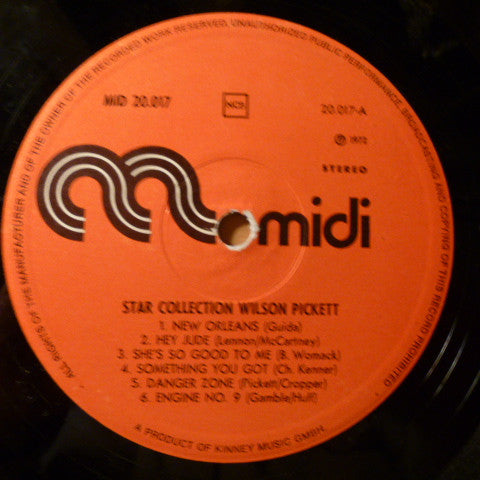 ALL RIGHTS OF THE MANUFACTURER AND OF THE OWNER OF THE RECORDED WORK RESERVED. UNAUTHORIZED PUBLIC PERFORMANCE, BROADCASTING AND COPYING OF THIS RECORD PROHIBITED
MID 20.017
NCB
20.017-A
Ⓟ 1972
STEREO
midi
STAR COLLECTION WILSON PICKETT
1. NEW ORLEANS (Guida)
2. HEY JUDE (Lennon/McCartney)
3. SHE'S SO GOOD TO ME (B. Womack)
4. SOMETHING YOU GOT (Ch. Kenner)
5. DANGER ZONE (Pickett/Cropper)
6. ENGINE NO. 9 (Gamble/Huff)
A PRODUCT OF KINNEY MUSIC GMBH